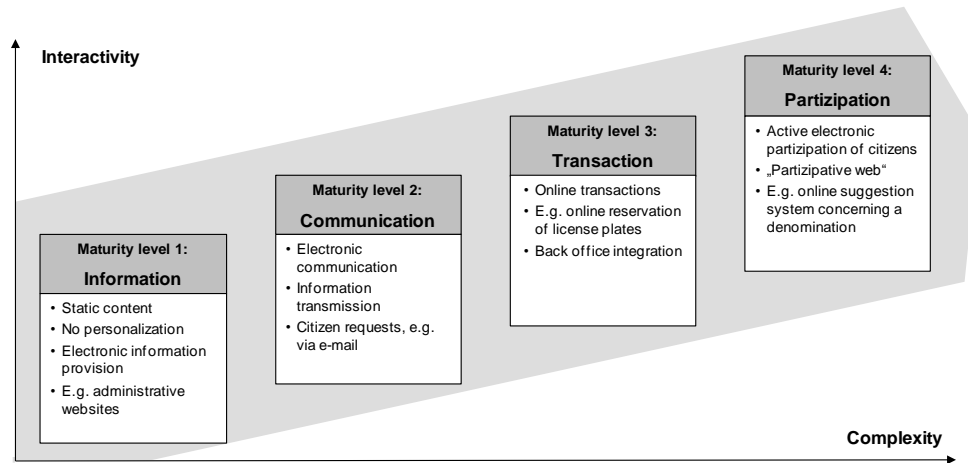 Interactivity
Maturity level 1:
Information
• Static content
• No personalization
• Electronic information
provision
• E.g. administrative
websites
Maturity level 2:
Communication
• Electronic
communication
• Information
transmission
• Citizen requests, e.g.
via e-mail
Maturity level 3:
Transaction
• Online transactions
• E.g. online reservation
of license plates
• Back office integration
Maturity level 4:
Partizipation
• Active electronic
partizipation of citizens
• „Partizipative web“
• E.g. online suggestion
system concerning a
denomination
Complexity